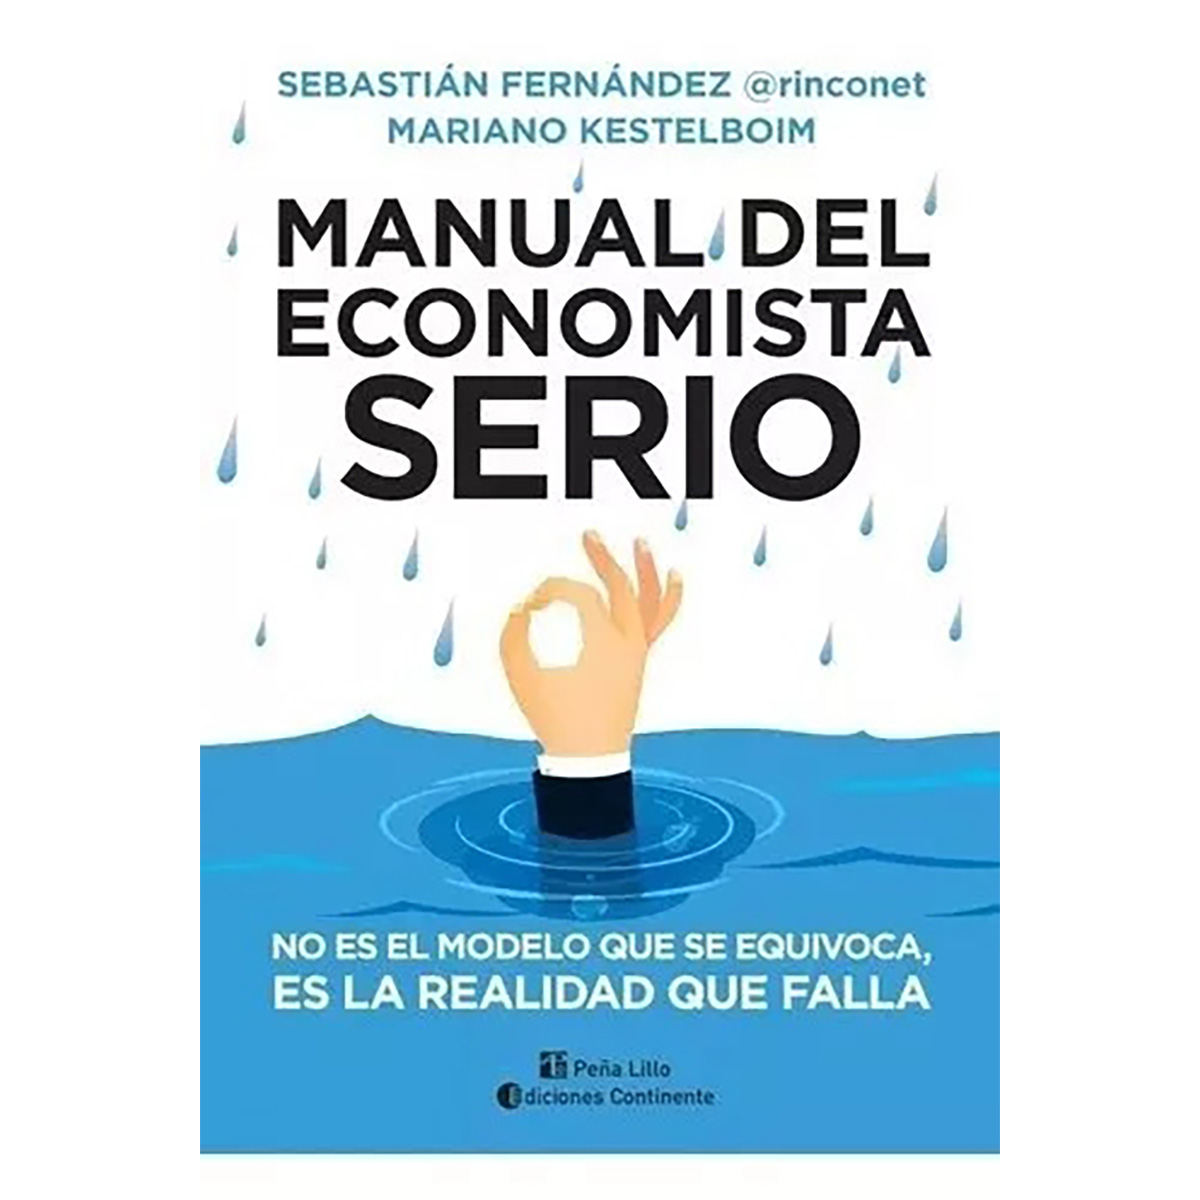 SEBASTIÁN FERNÁNDEZ @rinconet
MARIANO KESTELBOIM
MANUAL DEL
ECONOMISTA
SERIO
NO ES EL MODELO QUE SE EQUIVOCA,
ES LA REALIDAD QUE FALLA
Peña Lillo
Ediciones Continente